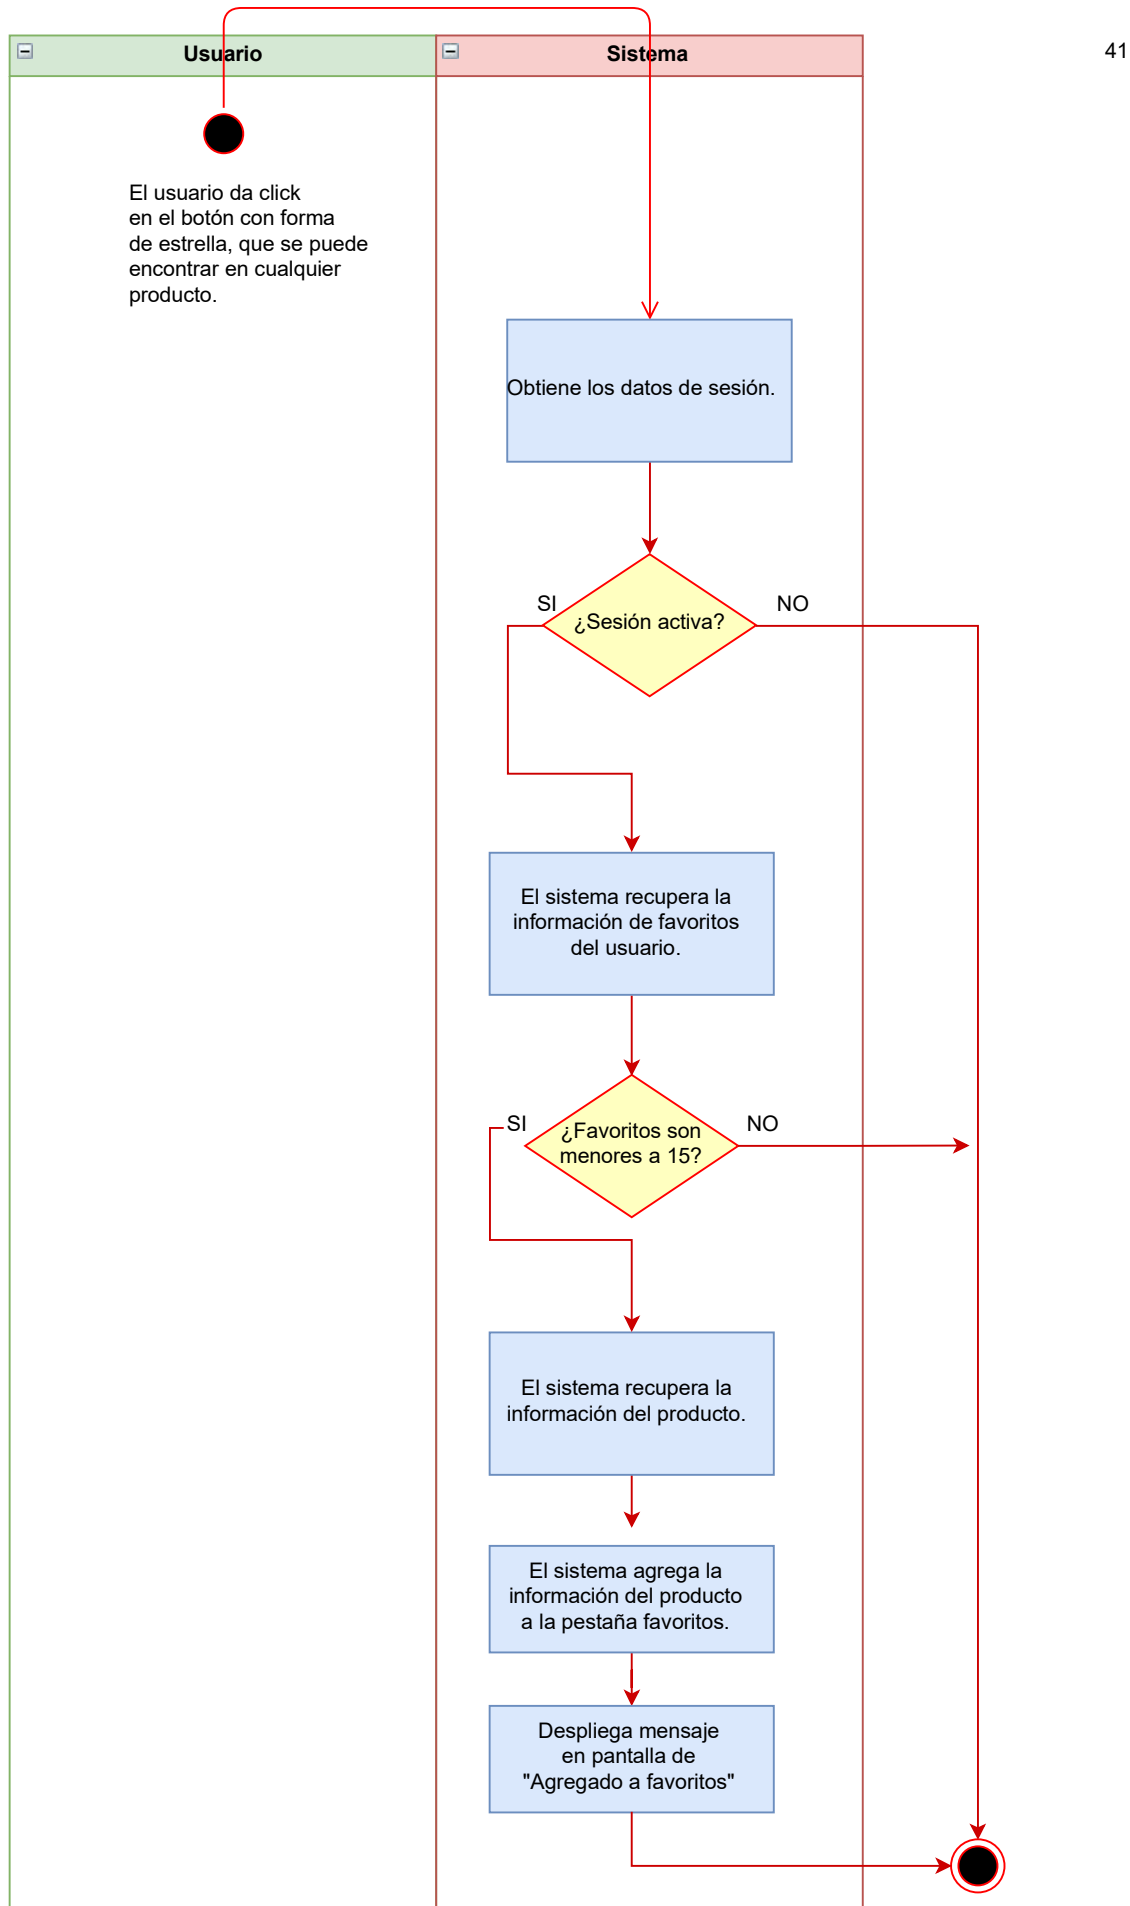 Usuario
Sistema
41
El usuario da click
en el botón con forma
de estrella, que se puede
encontrar en cualquier
producto.
Obtiene los datos de sesión.
SI
¿Sesión activa?
NO
El sistema recupera la
información de favoritos
del usuario.
SI
¿Favoritos son
menores a 15?
NO
El sistema recupera la
información del producto.
El sistema agrega la
información del producto
a la pestaña favoritos.
Despliega mensaje
en pantalla de
"Agregado a favoritos"